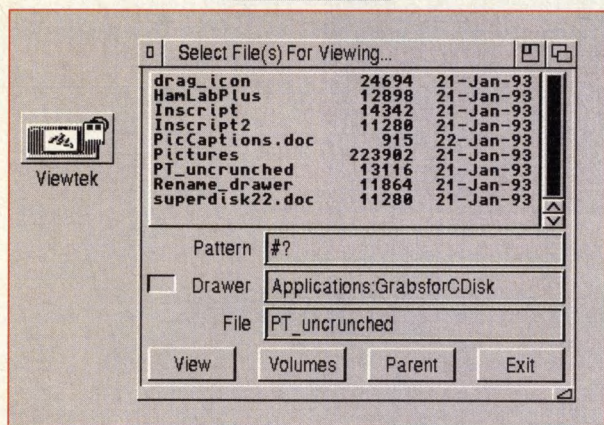 Select File(s) For Viewing...
drag_icon 24694 21-Jan-93
HamLabPlus 12898 21-Jan-93
Inscript 14342 21-Jan-93
Inscript2 11280 21-Jan-93
PicCaptions.doc 915 22-Jan-93
Pictures 223902 21-Jan-93
PT_uncrunched 13116 21-Jan-93
Rename_drawer 11864 21-Jan-93
superdisk22.doc 11280 21-Jan-93
Viewtek
Pattern #?
Drawer Applications:GrabsforCDisk
File PT_uncrunched
View Volumes Parent Exit